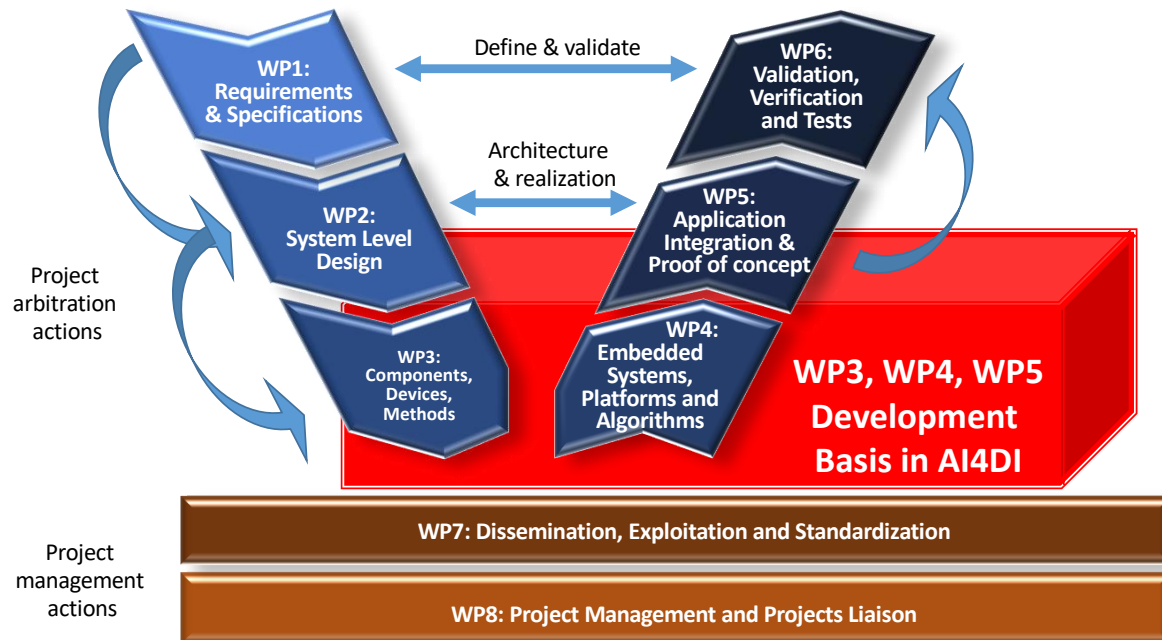 WP1:
Requirements
& Specifications
Define & validate
WP6:
Validation,
Verification
and Tests
Architecture
& realization
WP2:
System Level
Design
WP5:
Application
Integration &
Proof of concept
Project
arbitration
actions
WP3:
Components,
Devices,
Methods
WP4:
Embedded
Systems,
Platforms and
Algorithms
WP3, WP4, WP5
Development
Basis in AI4DI
Project
management
actions
WP7: Dissemination, Exploitation and Standardization
WP8: Project Management and Projects Liaison